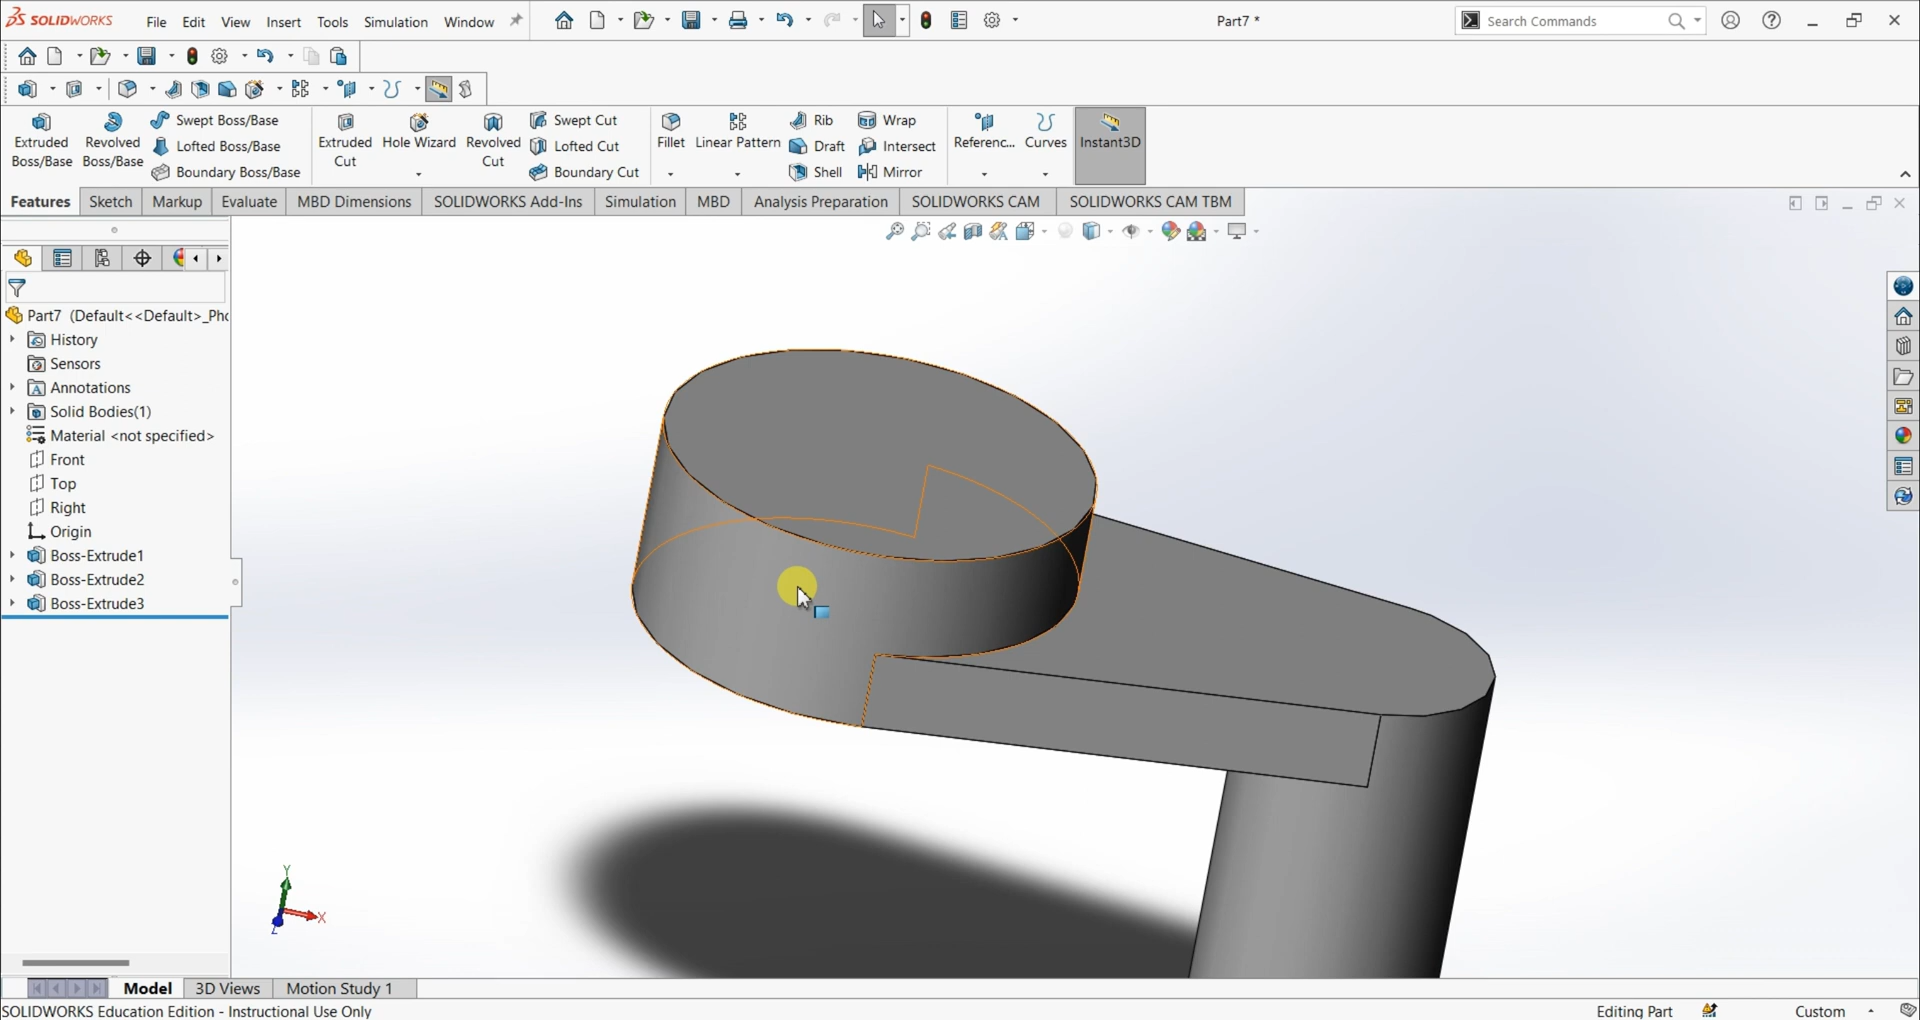 SOLIDWORKS File Edit View Insert Tools Simulation Window Part7 * Search Commands
Extruded Boss/Base
Revolved Boss/Base
Swept Boss/Base
Lofted Boss/Base
Boundary Boss/Base
Extruded Cut
Hole Wizard
Revolved Cut
Swept Cut
Lofted Cut
Boundary Cut
Fillet
Linear Pattern
Rib
Draft
Shell
Wrap
Intersect
Mirror
Referenc...
Curves
Instant3D
Features Sketch Markup Evaluate MBD Dimensions SOLIDWORKS Add-Ins Simulation MBD Analysis Preparation SOLIDWORKS CAM SOLIDWORKS CAM TBM
Part7 (Default<<Default>_Pho
History
Sensors
A Annotations
Solid Bodies(1)
Material <not specified>
Front
Top
Right
Origin
Boss-Extrude1
Boss-Extrude2
Boss-Extrude3
Y
X
Z
Model 3D Views Motion Study 1
SOLIDWORKS Education Edition - Instructional Use Only Editing Part Custom